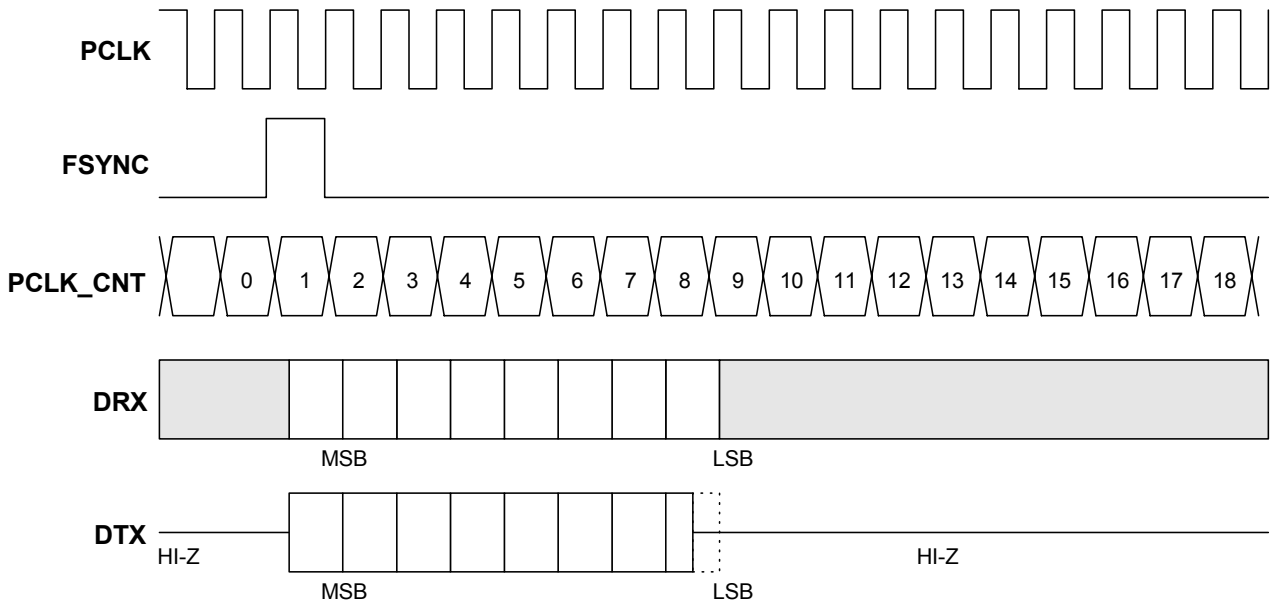 PCLK
FSYNC
PCLK_CNT 0 1 2 3 4 5 6 7 8 9 10 11 12 13 14 15 16 17 18
DRX
MSB LSB
DTX
HI-Z HI-Z
MSB LSB